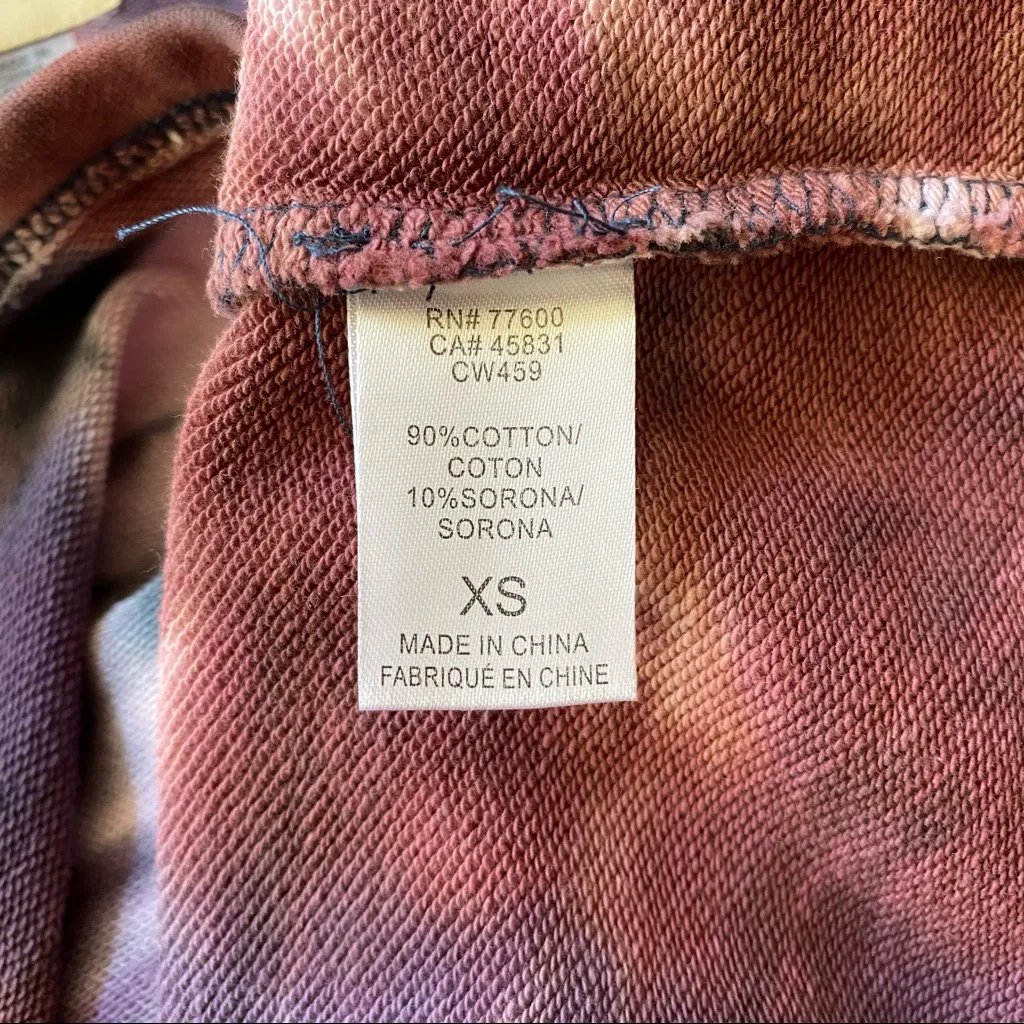 RN# 77600
CA# 45831
CW459
90%COTTON/
COTON
10%SORONA/
SORONA
XS
MADE IN CHINA
FABRIQUÉ EN CHINE